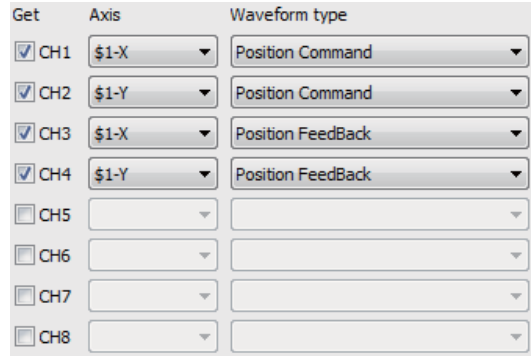 Get Axis Waveform type
CH1 $1-X Position Command
CH2 $1-Y Position Command
CH3 $1-X Position FeedBack
CH4 $1-Y Position FeedBack
CH5
CH6
CH7
CH8